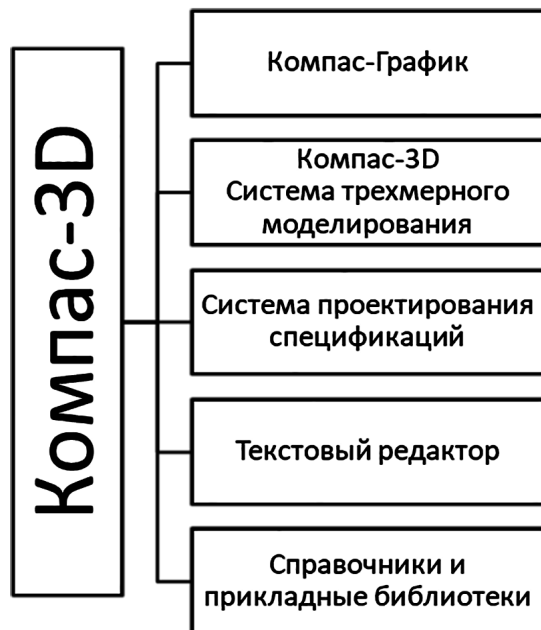 Компас-3D
Компас-График
Компас-3D
Система трехмерного
моделирования
Система проектирования
спецификаций
Текстовый редактор
Справочники и
прикладные библиотеки